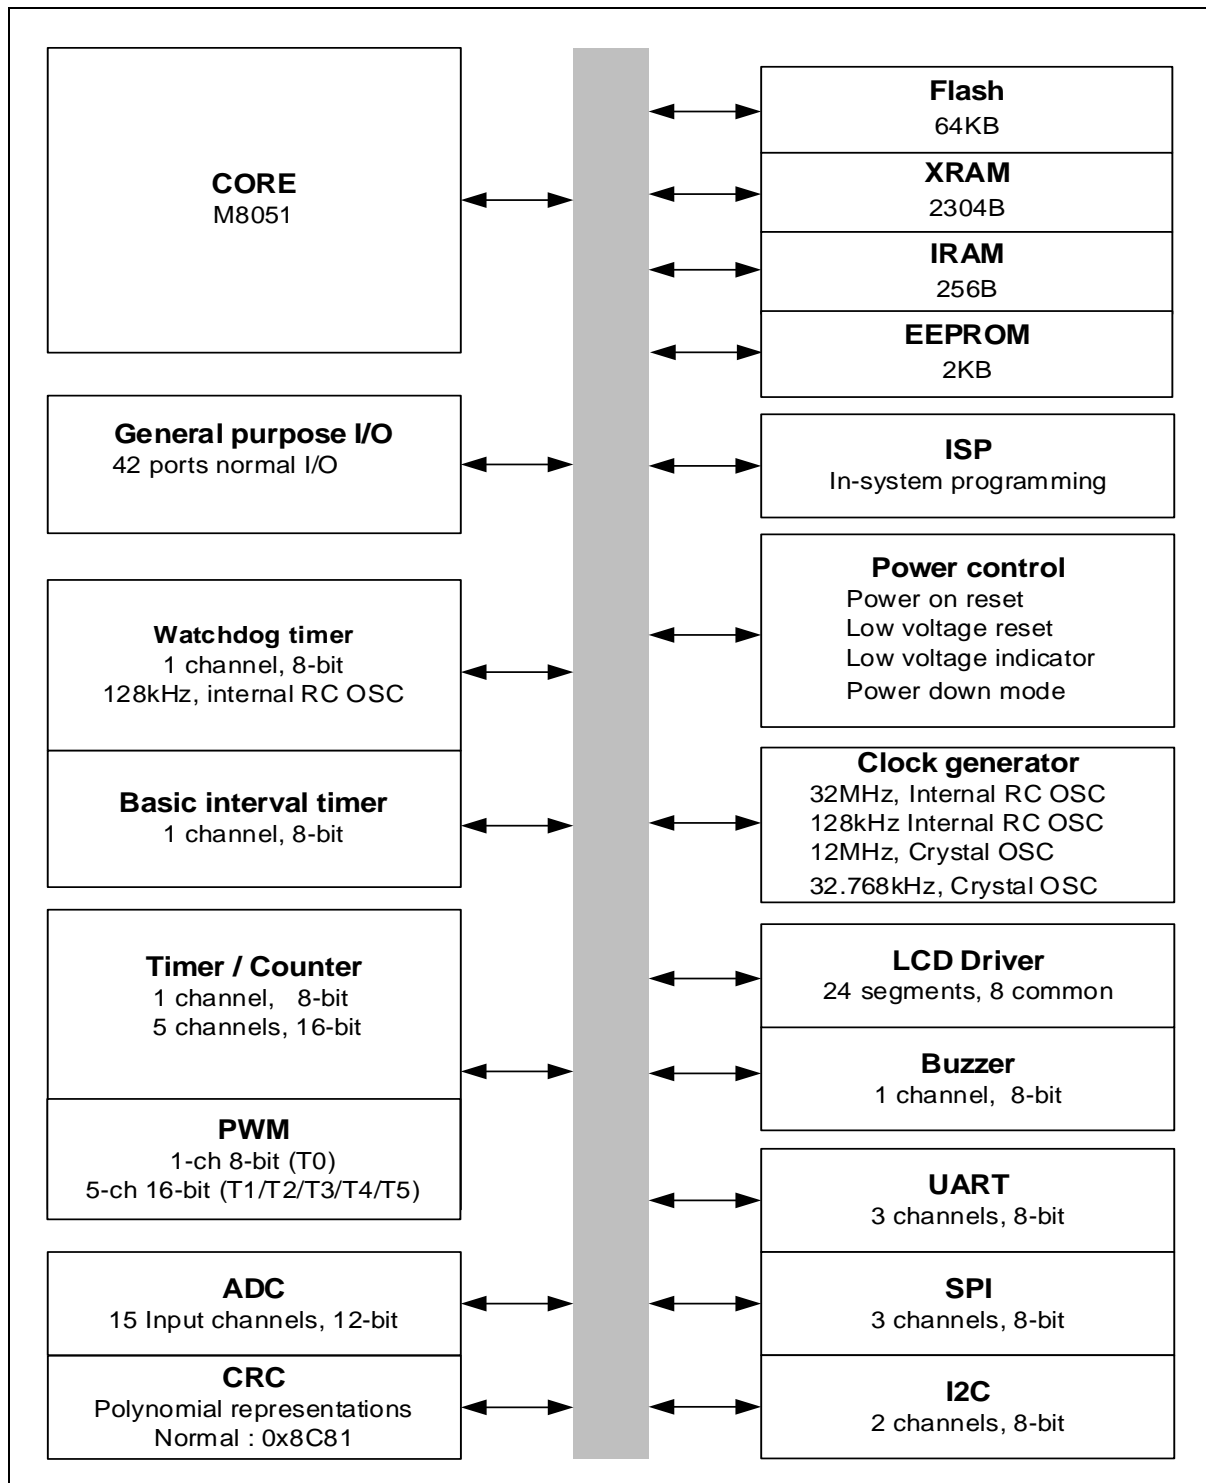 CORE
M8051
General purpose I/O
42 ports normal I/O
Watchdog timer
1 channel, 8-bit
128kHz, internal RC OSC
Basic interval timer
1 channel, 8-bit
Timer / Counter
1 channel, 8-bit
5 channels, 16-bit
PWM
1-ch 8-bit (T0)
5-ch 16-bit (T1/T2/T3/T4/T5)
ADC
15 Input channels, 12-bit
CRC
Polynomial representations
Normal : 0x8C81
Flash
64KB
XRAM
2304B
IRAM
256B
EEPROM
2KB
ISP
In-system programming
Power control
Power on reset
Low voltage reset
Low voltage indicator
Power down mode
Clock generator
32MHz, Internal RC OSC
128kHz Internal RC OSC
12MHz, Crystal OSC
32.768kHz, Crystal OSC
LCD Driver
24 segments, 8 common
Buzzer
1 channel, 8-bit
UART
3 channels, 8-bit
SPI
3 channels, 8-bit
I2C
2 channels, 8-bit